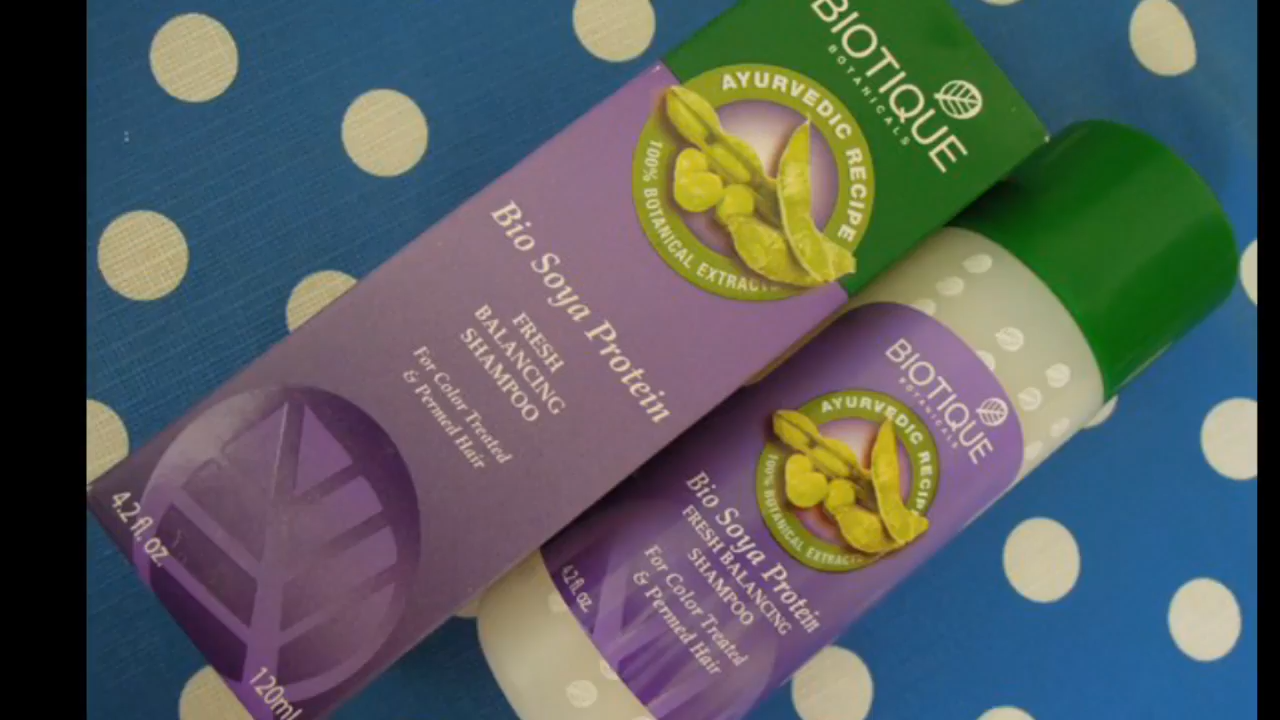 BIOTIQUE
BOTANICALS
AYURVEDIC RECIPE
100% BOTANICAL EXTRACTS
Bio Soya Protein
FRESH
BALANCING
SHAMPOO
For Color Treated
& Permed Hair
4.2 fl. oz
120ml
BIOTIQUE
BOTANICALS
AYURVEDIC RECIPE
100% BOTANICAL EXTRACTS
Bio Soya Protein
FRESH BALANCING
SHAMPOO
For Color Treated
& Permed Hair
4.2 fl. oz